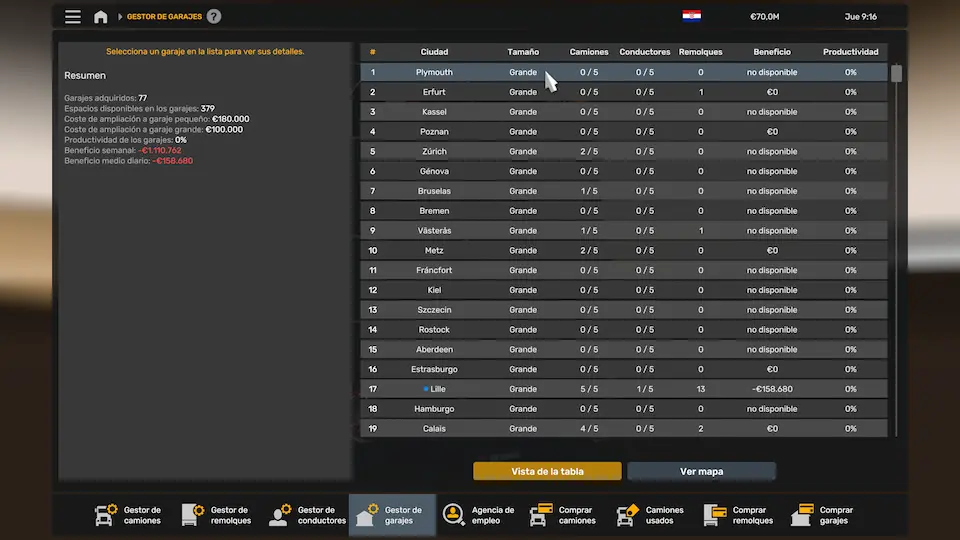 GESTOR DE GARAJES ? €70,0M Jue 9:16
Selecciona un garaje en la lista para ver sus detalles.
Resumen
Garajes adquiridos: 77
Espacios disponibles en los garajes: 379
Coste de ampliación a garaje pequeño: €180.000
Coste de ampliación a garaje grande: €100.000
Productividad de los garajes: 0%
Beneficio semanal: -€1.110.762
Beneficio medio diario: -€158.680
# Ciudad Tamaño Camiones Conductores Remolques Beneficio Productividad
1 Plymouth Grande 0 / 5 0 / 5 0 no disponible 0%
2 Erfurt Grande 0 / 5 0 / 5 1 €0 0%
3 Kassel Grande 0 / 5 0 / 5 0 no disponible 0%
4 Poznan Grande 0 / 5 0 / 5 0 €0 0%
5 Zúrich Grande 2 / 5 0 / 5 0 no disponible 0%
6 Génova Grande 0 / 5 0 / 5 0 no disponible 0%
7 Bruselas Grande 1 / 5 0 / 5 0 no disponible 0%
8 Bremen Grande 0 / 5 0 / 5 0 no disponible 0%
9 Västerås Grande 1 / 5 0 / 5 1 no disponible 0%
10 Metz Grande 2 / 5 0 / 5 0 €0 0%
11 Fráncfort Grande 0 / 5 0 / 5 0 no disponible 0%
12 Kiel Grande 0 / 5 0 / 5 0 no disponible 0%
13 Szczecin Grande 0 / 5 0 / 5 0 no disponible 0%
14 Rostock Grande 0 / 5 0 / 5 0 no disponible 0%
15 Aberdeen Grande 0 / 5 0 / 5 0 no disponible 0%
16 Estrasburgo Grande 0 / 5 0 / 5 0 €0 0%
17 Lille Grande 5 / 5 1 / 5 13 -€158.680 0%
18 Hamburgo Grande 0 / 5 0 / 5 0 no disponible 0%
19 Calais Grande 4 / 5 0 / 5 2 €0 0%
Vista de la tabla Ver mapa
Gestor de camiones
Gestor de remolques
Gestor de conductores
Gestor de garajes
Agencia de empleo
Comprar camiones
Camiones usados
Comprar remolques
Comprar garajes